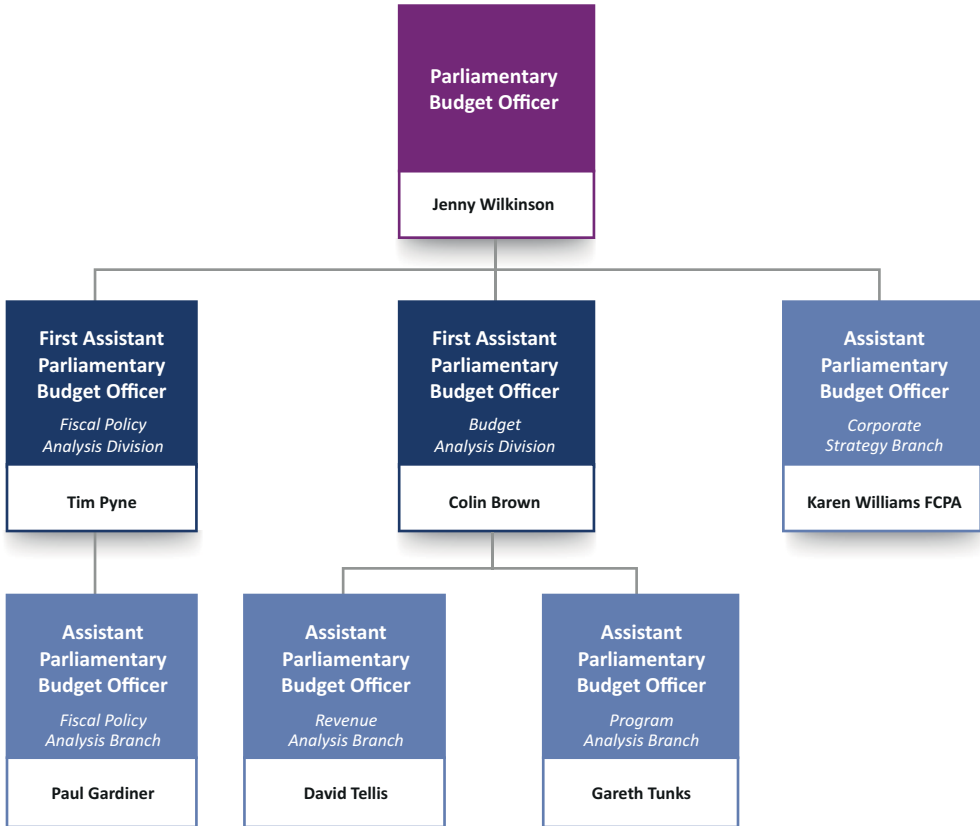 Parliamentary
Budget Officer
Jenny Wilkinson
First Assistant
Parliamentary
Budget Officer
Fiscal Policy
Analysis Division
Tim Pyne
First Assistant
Parliamentary
Budget Officer
Budget
Analysis Division
Colin Brown
Assistant
Parliamentary
Budget Officer
Corporate
Strategy Branch
Karen Williams FCPA
Assistant
Parliamentary
Budget Officer
Fiscal Policy
Analysis Branch
Paul Gardiner
Assistant
Parliamentary
Budget Officer
Revenue
Analysis Branch
David Tellis
Assistant
Parliamentary
Budget Officer
Program
Analysis Branch
Gareth Tunks